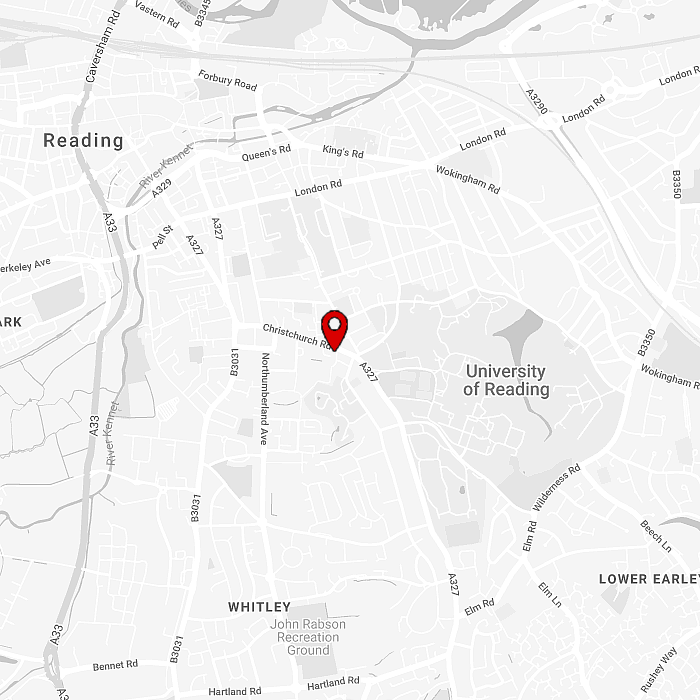 Vastern Rd
B3345
Caversham Rd
Forbury Road
A3290
London Rd
London R
Reading
River Kennet
A329
Queen's Rd
King's Rd
London Rd
Wokingham Rd
London Rd
B3350
A33
Pell St
A327
A327
erkeley Ave
ARK
Christchurch Rd
B3031
Northumberland Ave
A327
University
of Reading
B3350
Wokingham R
A33
River Kennet
B3031
Wilderness Rd
Elm Rd
Beech Ln
A327
Elm Rd
Elm Ln
LOWER EARLEY
WHITLEY
John Rabson
Recreation
Ground
A33
B3031
Bennet Rd
Hartland Rd
Hartland Rd
Rushey Way
A3